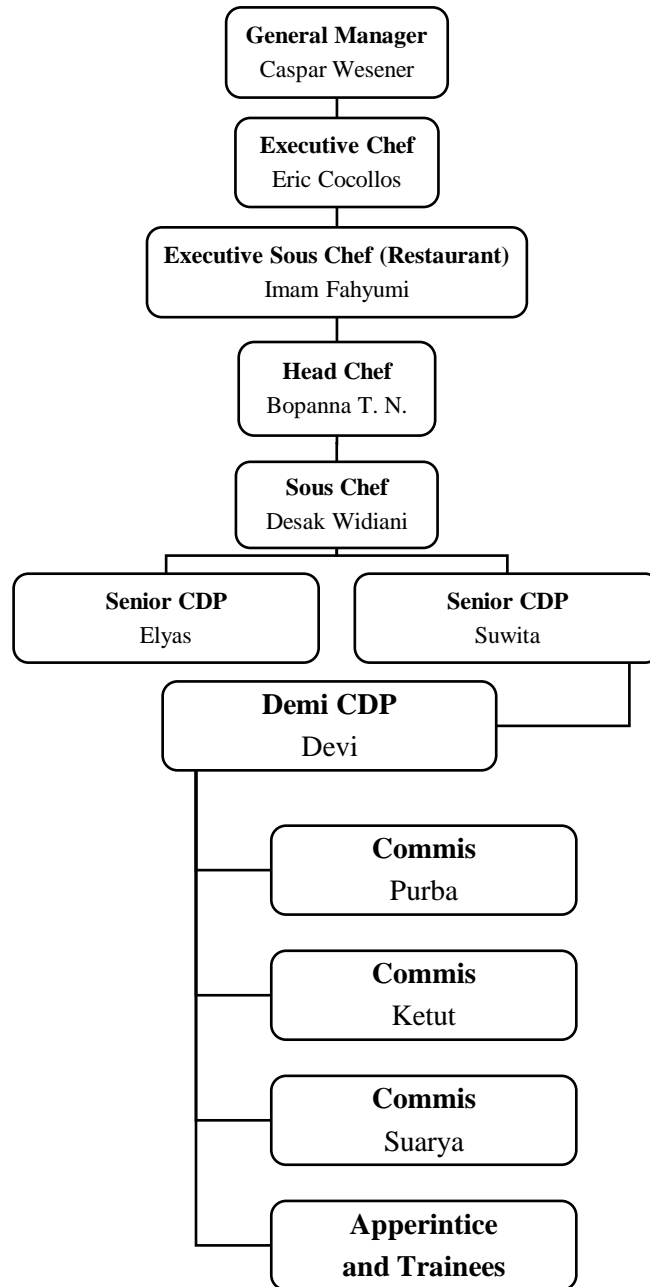 General Manager
Caspar Wesener
Executive Chef
Eric Cocollos
Executive Sous Chef (Restaurant)
Imam Fahyumi
Head Chef
Bopanna T. N.
Sous Chef
Desak Widiani
Senior CDP
Elyas
Senior CDP
Suwita
Demi CDP
Devi
Commis
Purba
Commis
Ketut
Commis
Suarya
Apperintice
and Trainees